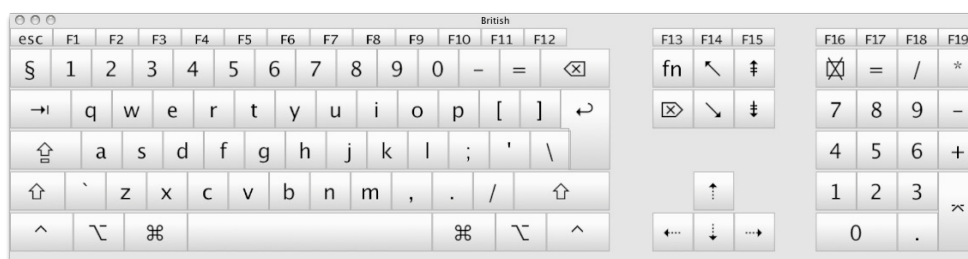 British
esc F1 F2 F3 F4 F5 F6 F7 F8 F9 F10 F11 F12 F13 F14 F15 F16 F17 F18 F19
§ 1 2 3 4 5 6 7 8 9 0 - = ⌫ fn ↖ ⇞ ⌧ = / *
⇥ q w e r t y u i o p [ ] ↩ ⌦ ↘ ⇟ 7 8 9 -
⇪ a s d f g h j k l ; ' \ 4 5 6 +
⇧ ` z x c v b n m , . / ⇧ ⇡ 1 2 3 ⌤
⌃ ⌥ ⌘ ⌘ ⌥ ⌃ ⇠ ⇣ ⇢ 0 .